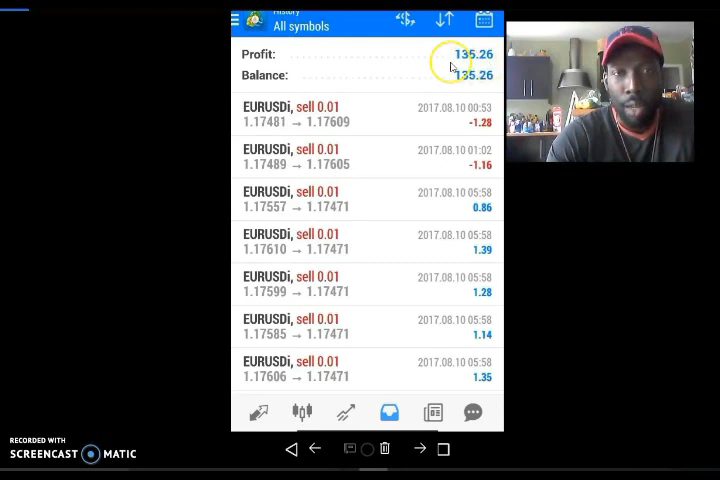 History
All symbols
Profit: 135.26
Balance: 135.26
EURUSDi, sell 0.01 2017.08.10 00:53
1.17481 → 1.17609 -1.28
EURUSDi, sell 0.01 2017.08.10 01:02
1.17489 → 1.17605 -1.16
EURUSDi, sell 0.01 2017.08.10 05:58
1.17557 → 1.17471 0.86
EURUSDi, sell 0.01 2017.08.10 05:58
1.17610 → 1.17471 1.39
EURUSDi, sell 0.01 2017.08.10 05:58
1.17599 → 1.17471 1.28
EURUSDi, sell 0.01 2017.08.10 05:58
1.17585 → 1.17471 1.14
EURUSDi, sell 0.01 2017.08.10 05:58
1.17606 → 1.17471 1.35
RECORDED WITH
SCREENCAST MATIC